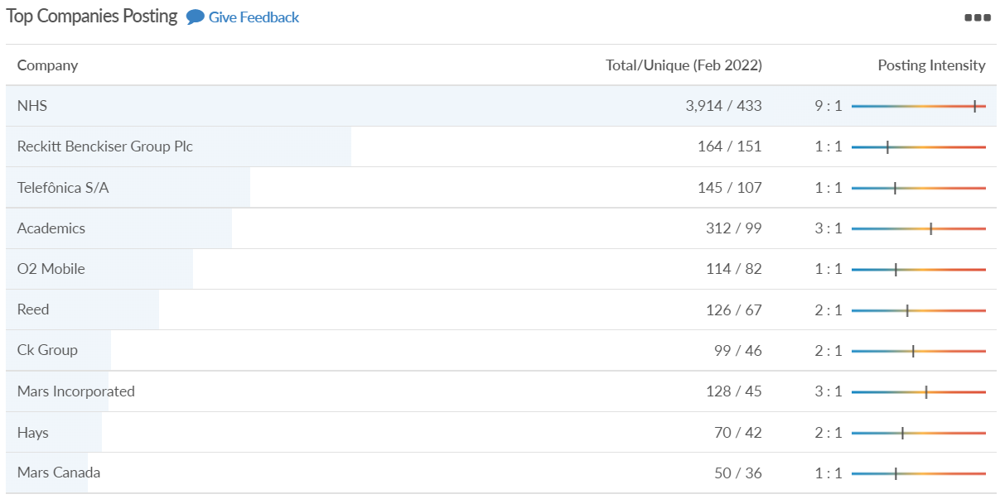 Top Companies Posting Give Feedback
Company Total/Unique (Feb 2022) Posting Intensity
NHS 3,914 / 433 9 : 1
Reckitt Benckiser Group Plc 164 / 151 1 : 1
Telefônica S/A 145 / 107 1 : 1
Academics 312 / 99 3 : 1
O2 Mobile 114 / 82 1 : 1
Reed 126 / 67 2 : 1
Ck Group 99 / 46 2 : 1
Mars Incorporated 128 / 45 3 : 1
Hays 70 / 42 2 : 1
Mars Canada 50 / 36 1 : 1